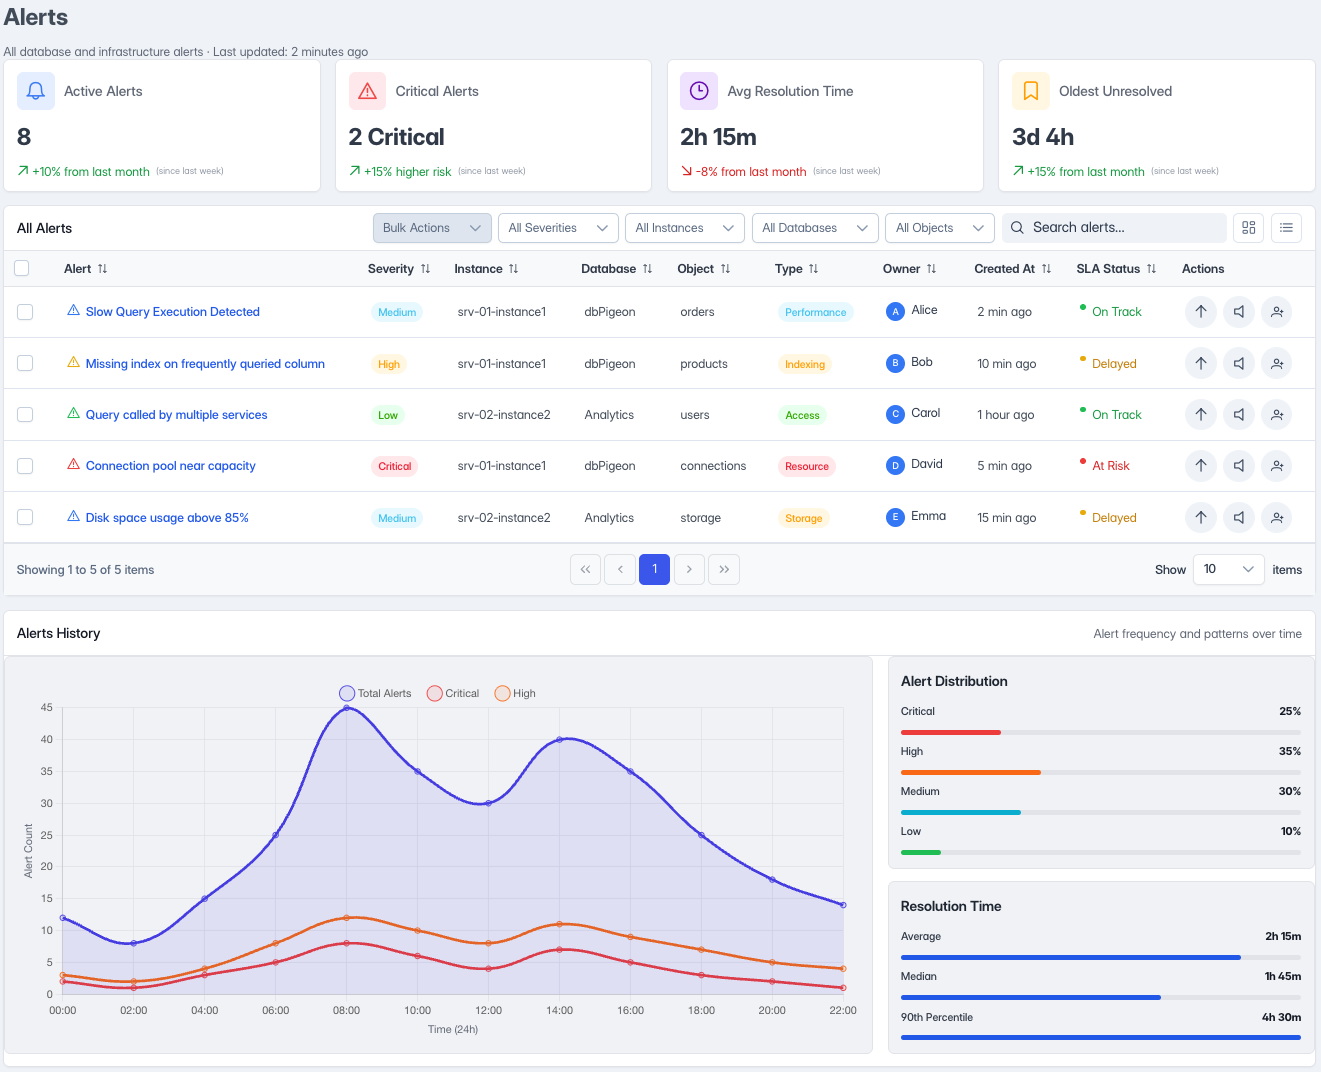 Alerts
All database and infrastructure alerts · Last updated: 2 minutes ago
Active Alerts
8
+10% from last month (since last week)
Critical Alerts
2 Critical
+15% higher risk (since last week)
Avg Resolution Time
2h 15m
-8% from last month (since last week)
Oldest Unresolved
3d 4h
+15% from last month (since last week)
All Alerts Bulk Actions All Severities All Instances All Databases All Objects Search alerts...
Alert Severity Instance Database Object Type Owner Created At SLA Status Actions
Slow Query Execution Detected Medium srv-01-instance1 dbPigeon orders Performance A Alice 2 min ago On Track
Missing index on frequently queried column High srv-01-instance1 dbPigeon products Indexing B Bob 10 min ago Delayed
Query called by multiple services Low srv-02-instance2 Analytics users Access C Carol 1 hour ago On Track
Connection pool near capacity Critical srv-01-instance1 dbPigeon connections Resource D David 5 min ago At Risk
Disk space usage above 85% Medium srv-02-instance2 Analytics storage Storage E Emma 15 min ago Delayed
Showing 1 to 5 of 5 items 1 Show 10 items
Alerts History Alert frequency and patterns over time
Total Alerts Critical High
45
40
35
30
25
20
15
10
5
0
Alert Count
00:00 02:00 04:00 06:00 08:00 10:00 12:00 14:00 16:00 18:00 20:00 22:00
Time (24h)
Alert Distribution
Critical 25%
High 35%
Medium 30%
Low 10%
Resolution Time
Average 2h 15m
Median 1h 45m
90th Percentile 4h 30m